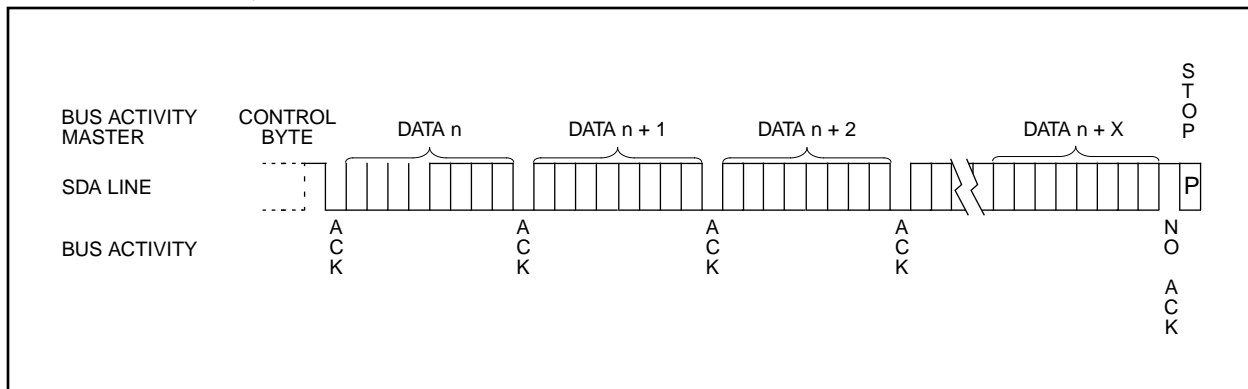 S
T
O
P
BUS ACTIVITY
MASTER
CONTROL
BYTE
DATA n
DATA n + 1
DATA n + 2
DATA n + X
SDA LINE
P
BUS ACTIVITY
A
C
K
A
C
K
A
C
K
A
C
K
N
O
A
C
K